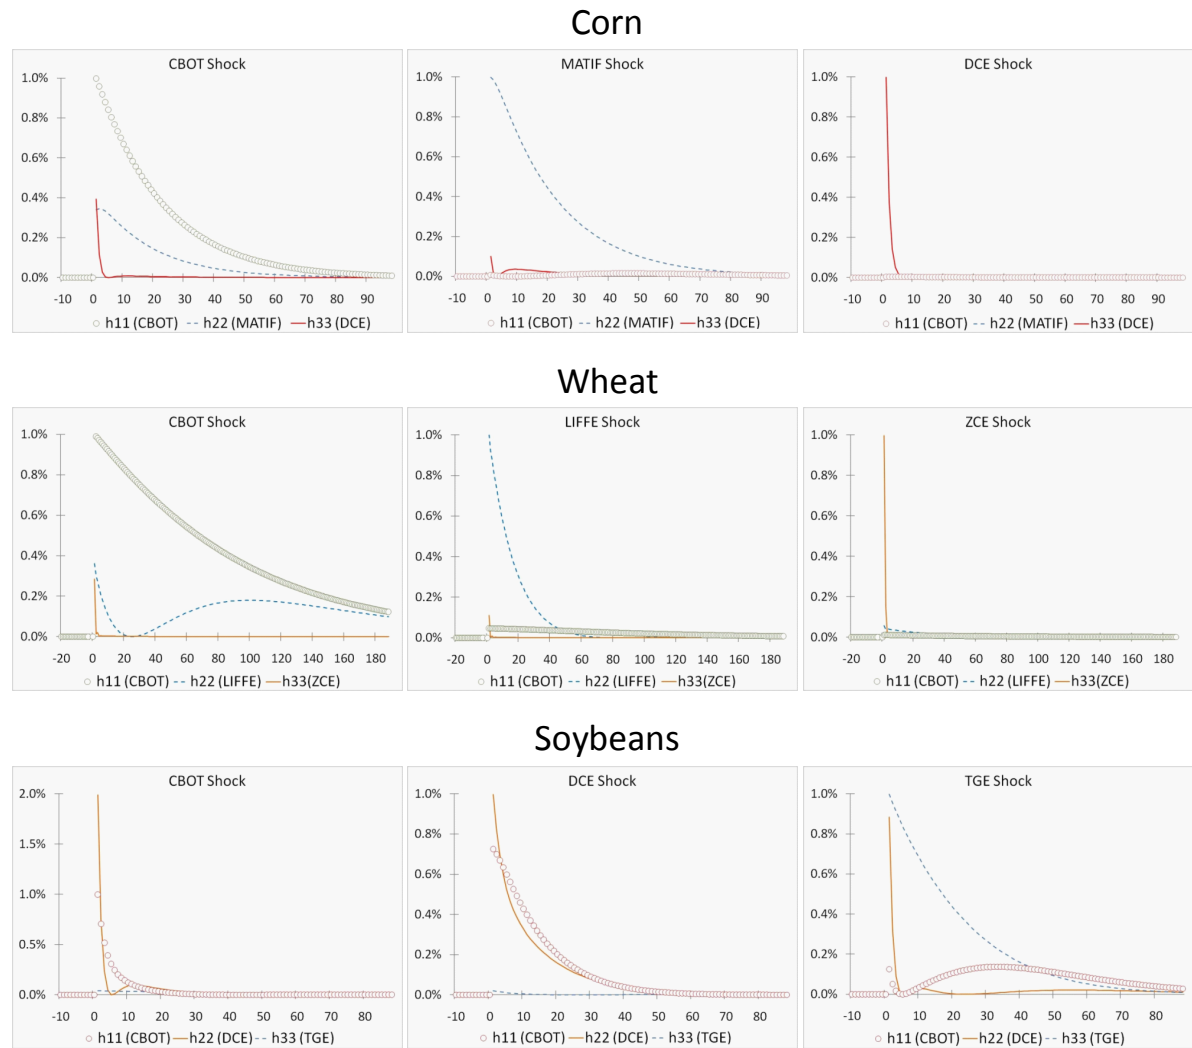 Corn
CBOT Shock
1.0%
0.8%
0.6%
0.4%
0.2%
0.0%
-10 0 10 20 30 40 50 60 70 80 90
h11 (CBOT) h22 (MATIF) h33 (DCE)
MATIF Shock
1.0%
0.8%
0.6%
0.4%
0.2%
0.0%
-10 0 10 20 30 40 50 60 70 80 90
h11 (CBOT) h22 (MATIF) h33 (DCE)
DCE Shock
1.0%
0.8%
0.6%
0.4%
0.2%
0.0%
-10 0 10 20 30 40 50 60 70 80 90
h11 (CBOT) h22 (MATIF) h33 (DCE)
Wheat
CBOT Shock
1.0%
0.8%
0.6%
0.4%
0.2%
0.0%
-20 0 20 40 60 80 100 120 140 160 180
h11 (CBOT) h22 (LIFFE) h33(ZCE)
LIFFE Shock
1.0%
0.8%
0.6%
0.4%
0.2%
0.0%
-20 0 20 40 60 80 100 120 140 160 180
h11 (CBOT) h22 (LIFFE) h33(ZCE)
ZCE Shock
1.0%
0.8%
0.6%
0.4%
0.2%
0.0%
-20 0 20 40 60 80 100 120 140 160 180
h11 (CBOT) h22 (LIFFE) h33(ZCE)
Soybeans
CBOT Shock
2.0%
1.5%
1.0%
0.5%
0.0%
-10 0 10 20 30 40 50 60 70 80
h11 (CBOT) h22 (DCE) h33 (TGE)
DCE Shock
1.0%
0.8%
0.6%
0.4%
0.2%
0.0%
-10 0 10 20 30 40 50 60 70 80
h11 (CBOT) h22 (DCE) h33 (TGE)
TGE Shock
1.0%
0.8%
0.6%
0.4%
0.2%
0.0%
-10 0 10 20 30 40 50 60 70 80
h11 (CBOT) h22 (DCE) h33 (TGE)